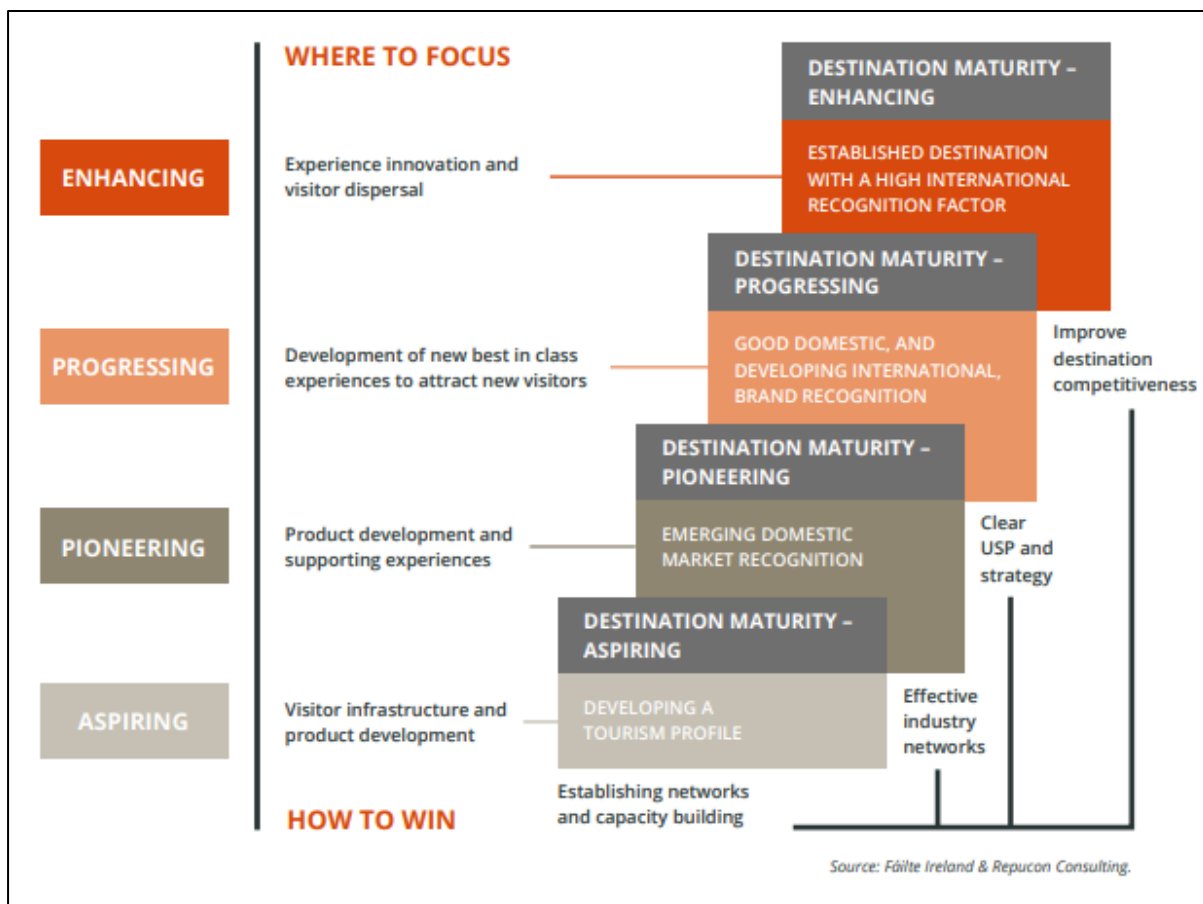 WHERE TO FOCUS
DESTINATION MATURITY –
ENHANCING
ENHANCING
Experience innovation and
visitor dispersal
ESTABLISHED DESTINATION
WITH A HIGH INTERNATIONAL
RECOGNITION FACTOR
DESTINATION MATURITY –
PROGRESSING
PROGRESSING
Development of new best in class
experiences to attract new visitors
GOOD DOMESTIC, AND
DEVELOPING INTERNATIONAL,
BRAND RECOGNITION
Improve
destination
competitiveness
DESTINATION MATURITY –
PIONEERING
PIONEERING
Product development and
supporting experiences
EMERGING DOMESTIC
MARKET RECOGNITION
Clear
USP and
strategy
DESTINATION MATURITY –
ASPIRING
ASPIRING
Visitor infrastructure and
product development
DEVELOPING A
TOURISM PROFILE
Effective
industry
networks
HOW TO WIN
Establishing networks
and capacity building
Source: Fáilte Ireland & Repucon Consulting.